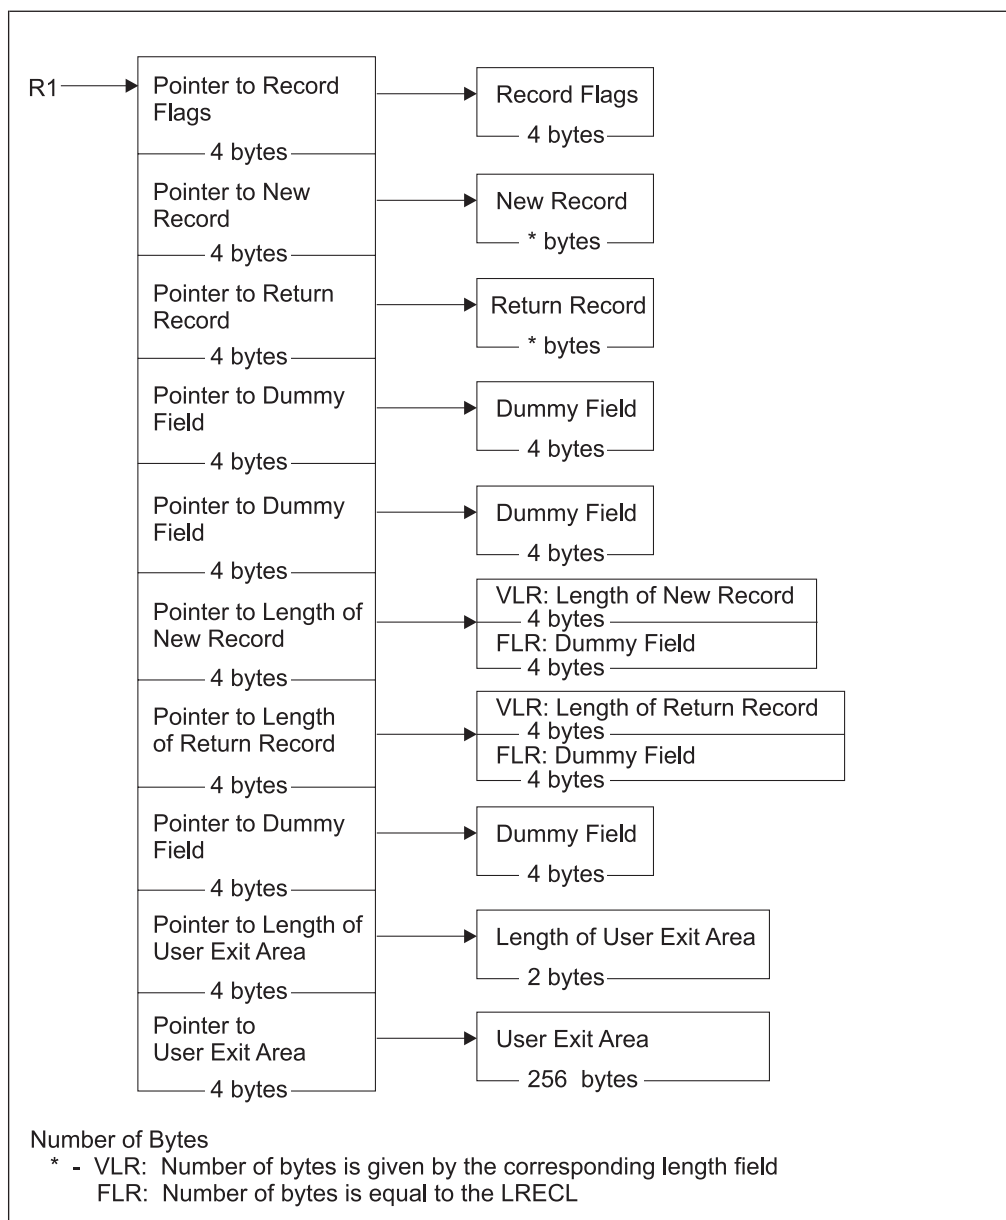 R1
Pointer to Record
Flags
4 bytes
Record Flags
4 bytes
Pointer to New
Record
4 bytes
New Record
* bytes
Pointer to Return
Record
4 bytes
Return Record
* bytes
Pointer to Dummy
Field
4 bytes
Dummy Field
4 bytes
Pointer to Dummy
Field
4 bytes
Dummy Field
4 bytes
Pointer to Length of
New Record
4 bytes
VLR: Length of New Record
4 bytes
FLR: Dummy Field
4 bytes
Pointer to Length
of Return Record
4 bytes
VLR: Length of Return Record
4 bytes
FLR: Dummy Field
4 bytes
Pointer to Dummy
Field
4 bytes
Dummy Field
4 bytes
Pointer to Length of
User Exit Area
4 bytes
Length of User Exit Area
2 bytes
Pointer to
User Exit Area
4 bytes
User Exit Area
256 bytes
Number of Bytes
* - VLR: Number of bytes is given by the corresponding length field
FLR: Number of bytes is equal to the LRECL